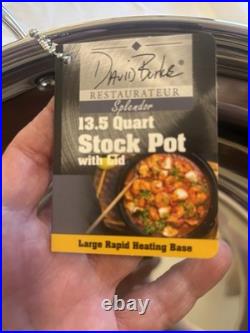 David Burke
RESTAURATEUR
Splendor
13.5 Quart
Stock Pot
with Lid
Large Rapid Heating Base